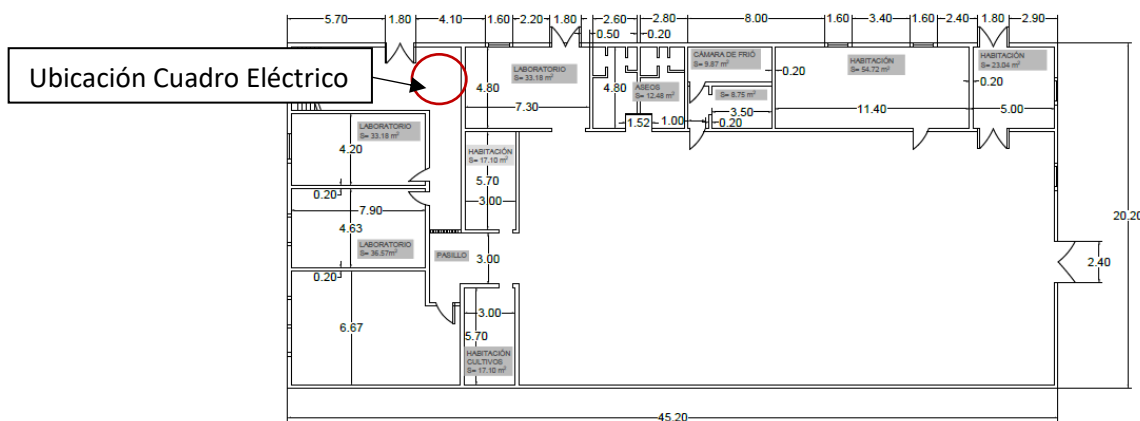 5.70 1.80 4.10 1.60 2.20 1.80 2.60 2.80 8.00 1.60 3.40 1.60 2.40 1.80 2.90
0.50 0.20
Ubicación Cuadro Eléctrico
LABORATORIO
S= 33.18 m²
4.80
7.30
4.80
ASEOS
S= 12.48 m²
1.52
1.00
CÁMARA DE FRIÓ
S= 9.87 m²
0.20
S= 8.75 m²
3.50
0.20
HABITACIÓN
S= 54.72 m²
11.40
HABITACIÓN
S= 23.04 m²
0.20
5.00
LABORATORIO
S= 33.18 m²
4.20
0.20
7.90
4.63
LABORATORIO
S= 36.57m²
0.20
6.67
HABITACIÓN
S= 17.10 m²
5.70
3.00
PASILLO
3.00
3.00
5.70
HABITACIÓN
CULTIVOS
S= 17.10 m²
2.40
20.20
45.20